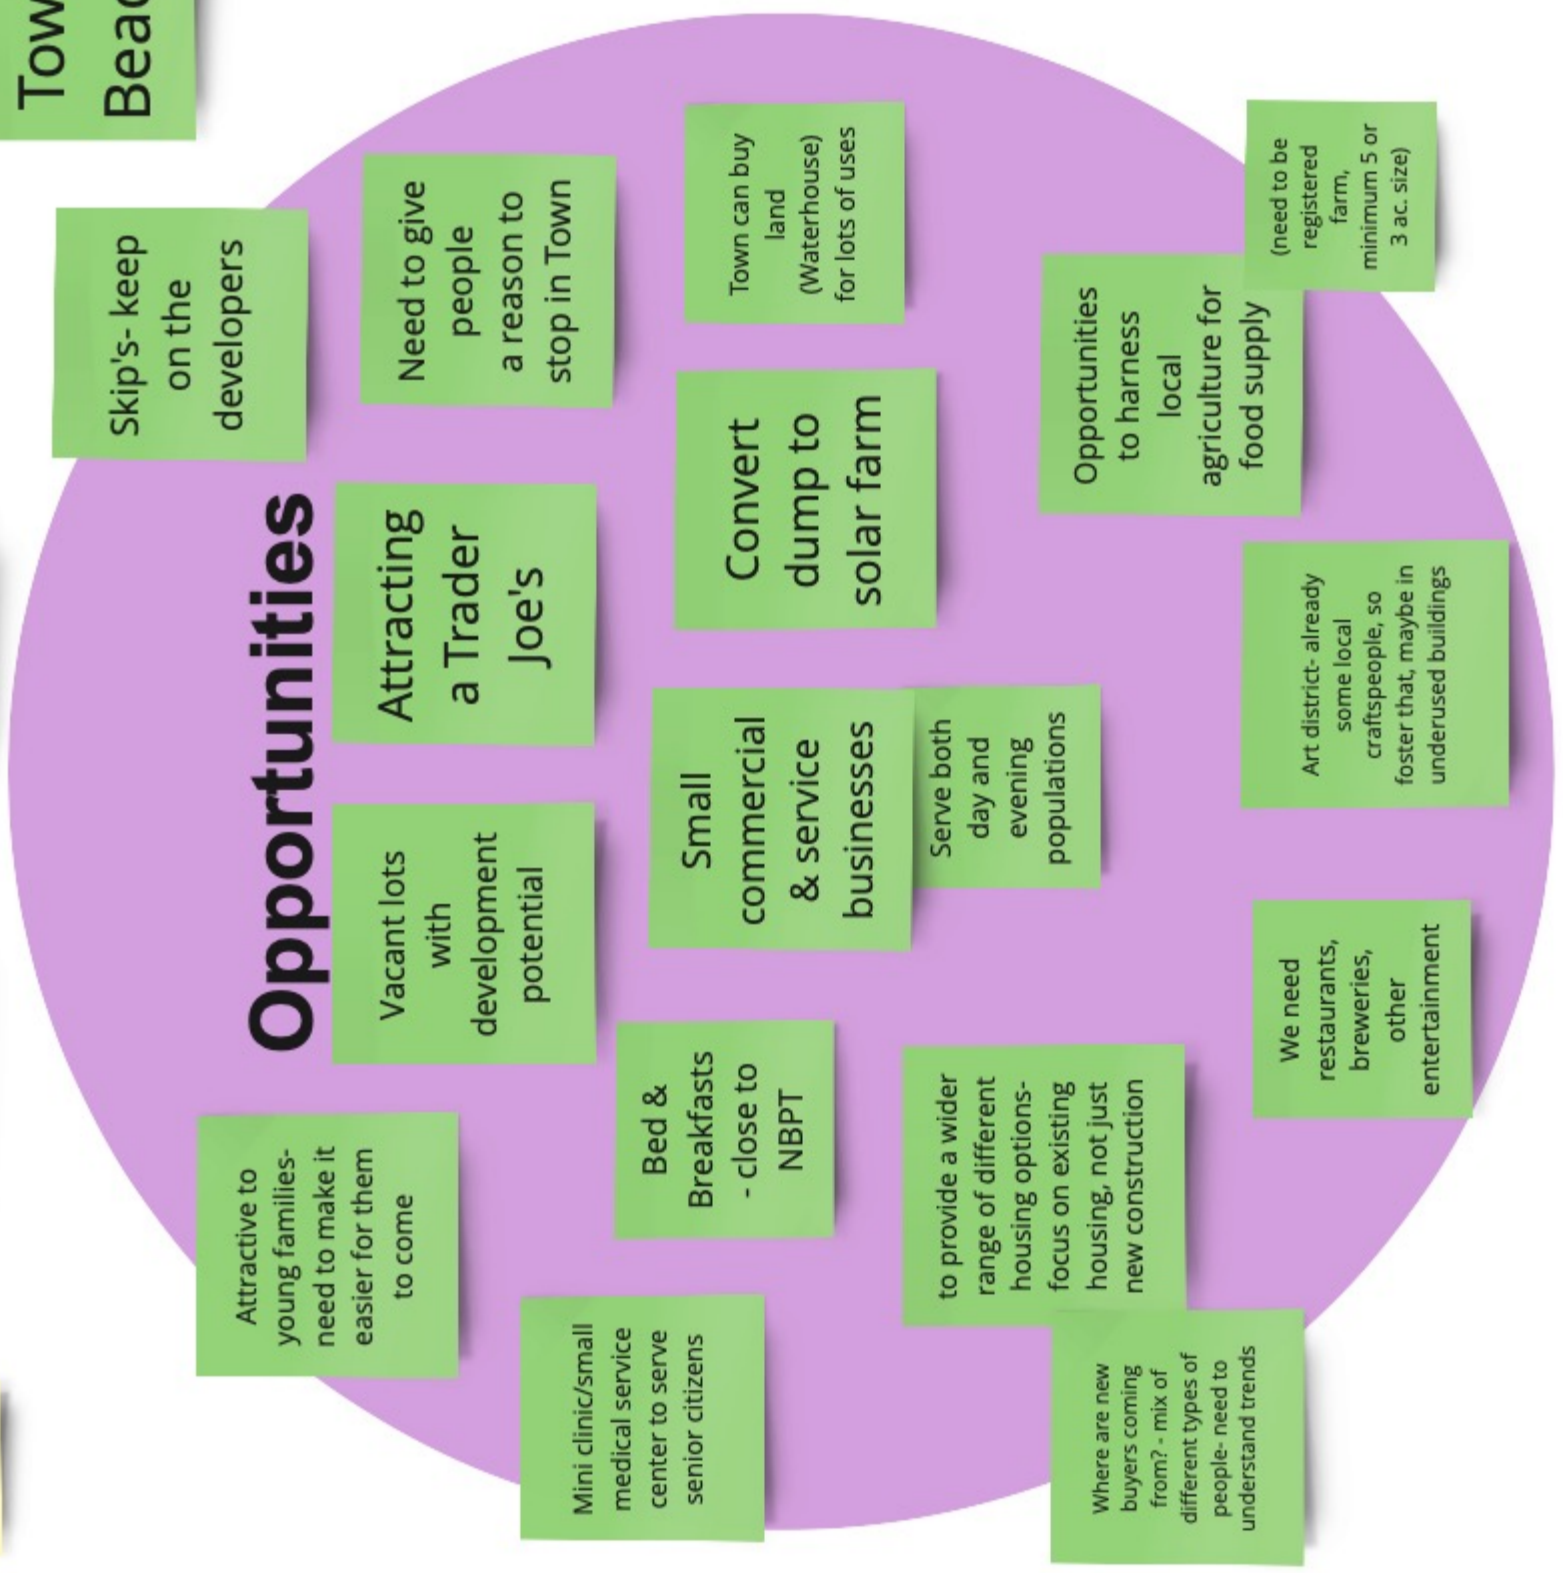 Opportunities
Attractive to
young families-
need to make it
easier for them
to come
Vacant lots
with
development
potential
Attracting
a Trader
Joe's
Need to give
people
a reason to
stop in Town
Skip's- keep
on the
developers
Mini clinic/small
medical service
center to serve
senior citizens
Bed &
Breakfasts
- close to
NBPT
Small
commercial
& service
businesses
Serve both
day and
evening
populations
Convert
dump to
solar farm
Town can buy
land
(Waterhouse)
for lots of uses
to provide a wider
range of different
housing options-
focus on existing
housing, not just
new construction
Where are new
buyers coming
from? - mix of
different types of
people- need to
understand trends
We need
restaurants,
breweries,
other
entertainment
Art district- already
some local
craftspeople, so
foster that, maybe in
underused buildings
Opportunities
to harness
local
agriculture for
food supply
(need to be
registered
farm,
minimum 5 or
3 ac. size)